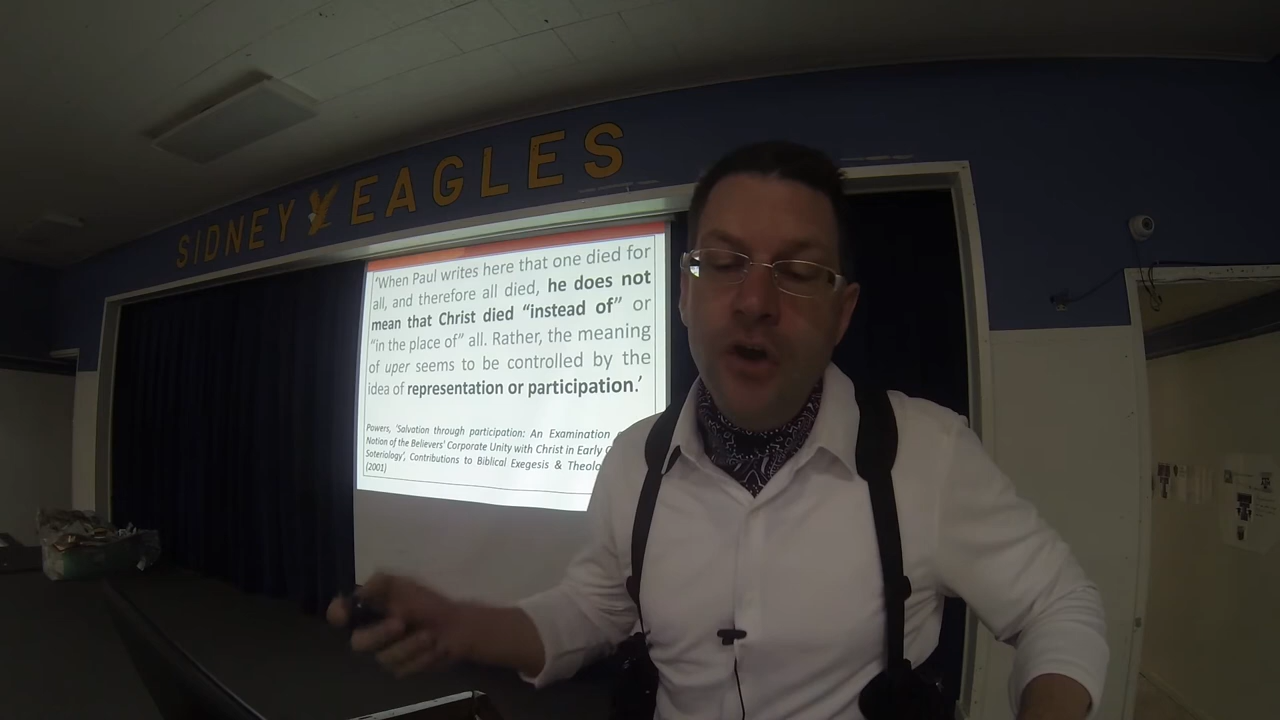 SIDNEY EAGLES
'When Paul writes here that one died for
all, and therefore all died, he does not
mean that Christ died "instead of" or
"in the place of" all. Rather, the meaning
of uper seems to be controlled by the
idea of representation or participation.'
Powers, 'Salvation through participation: An Examination
Notion of the Believers' Corporate Unity with Christ in Early
Soteriology', Contributions to Biblical Exegesis &
(2001)